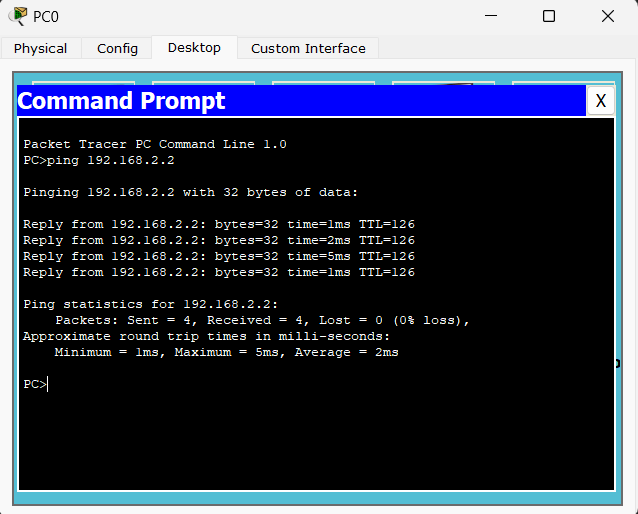 PC0
Physical Config Desktop Custom Interface
Command Prompt X
Packet Tracer PC Command Line 1.0
PC>ping 192.168.2.2
Pinging 192.168.2.2 with 32 bytes of data:
Reply from 192.168.2.2: bytes=32 time=1ms TTL=126
Reply from 192.168.2.2: bytes=32 time=2ms TTL=126
Reply from 192.168.2.2: bytes=32 time=5ms TTL=126
Reply from 192.168.2.2: bytes=32 time=1ms TTL=126
Ping statistics for 192.168.2.2:
Packets: Sent = 4, Received = 4, Lost = 0 (0% loss),
Approximate round trip times in milli-seconds:
Minimum = 1ms, Maximum = 5ms, Average = 2ms
PC>